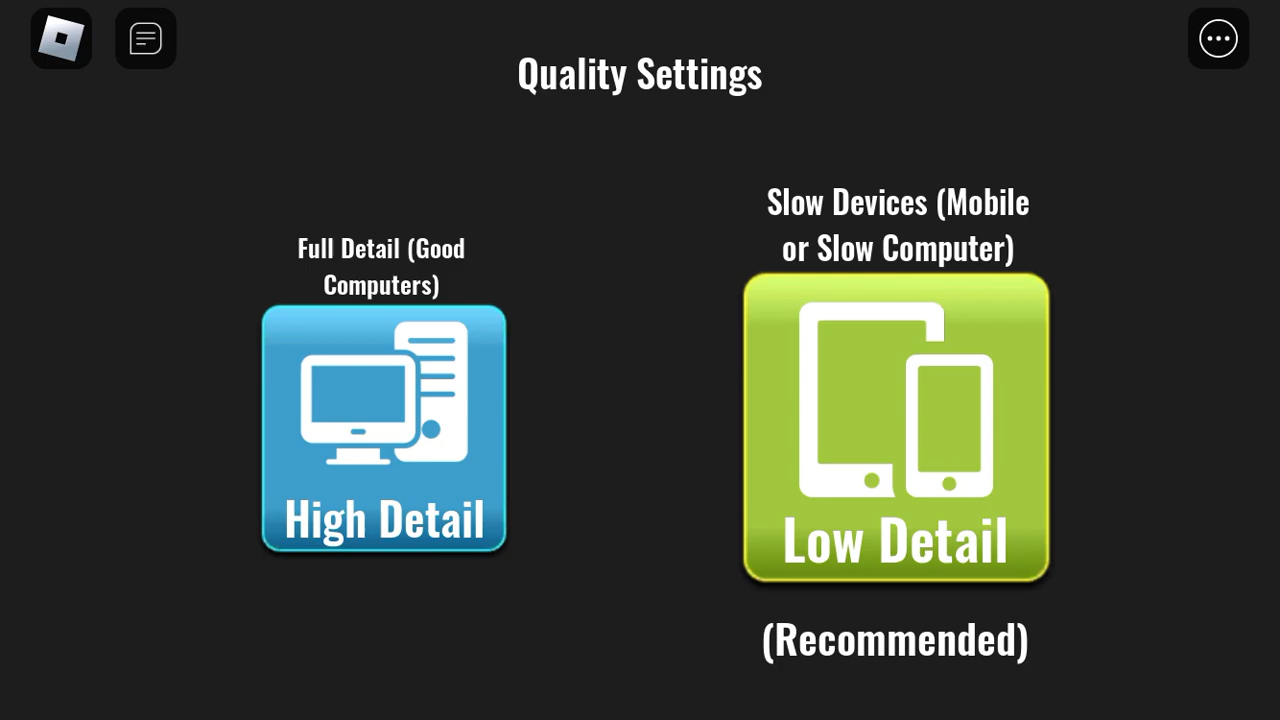 Quality Settings
Full Detail (Good
Computers)
High Detail
Slow Devices (Mobile
or Slow Computer)
Low Detail
(Recommended)